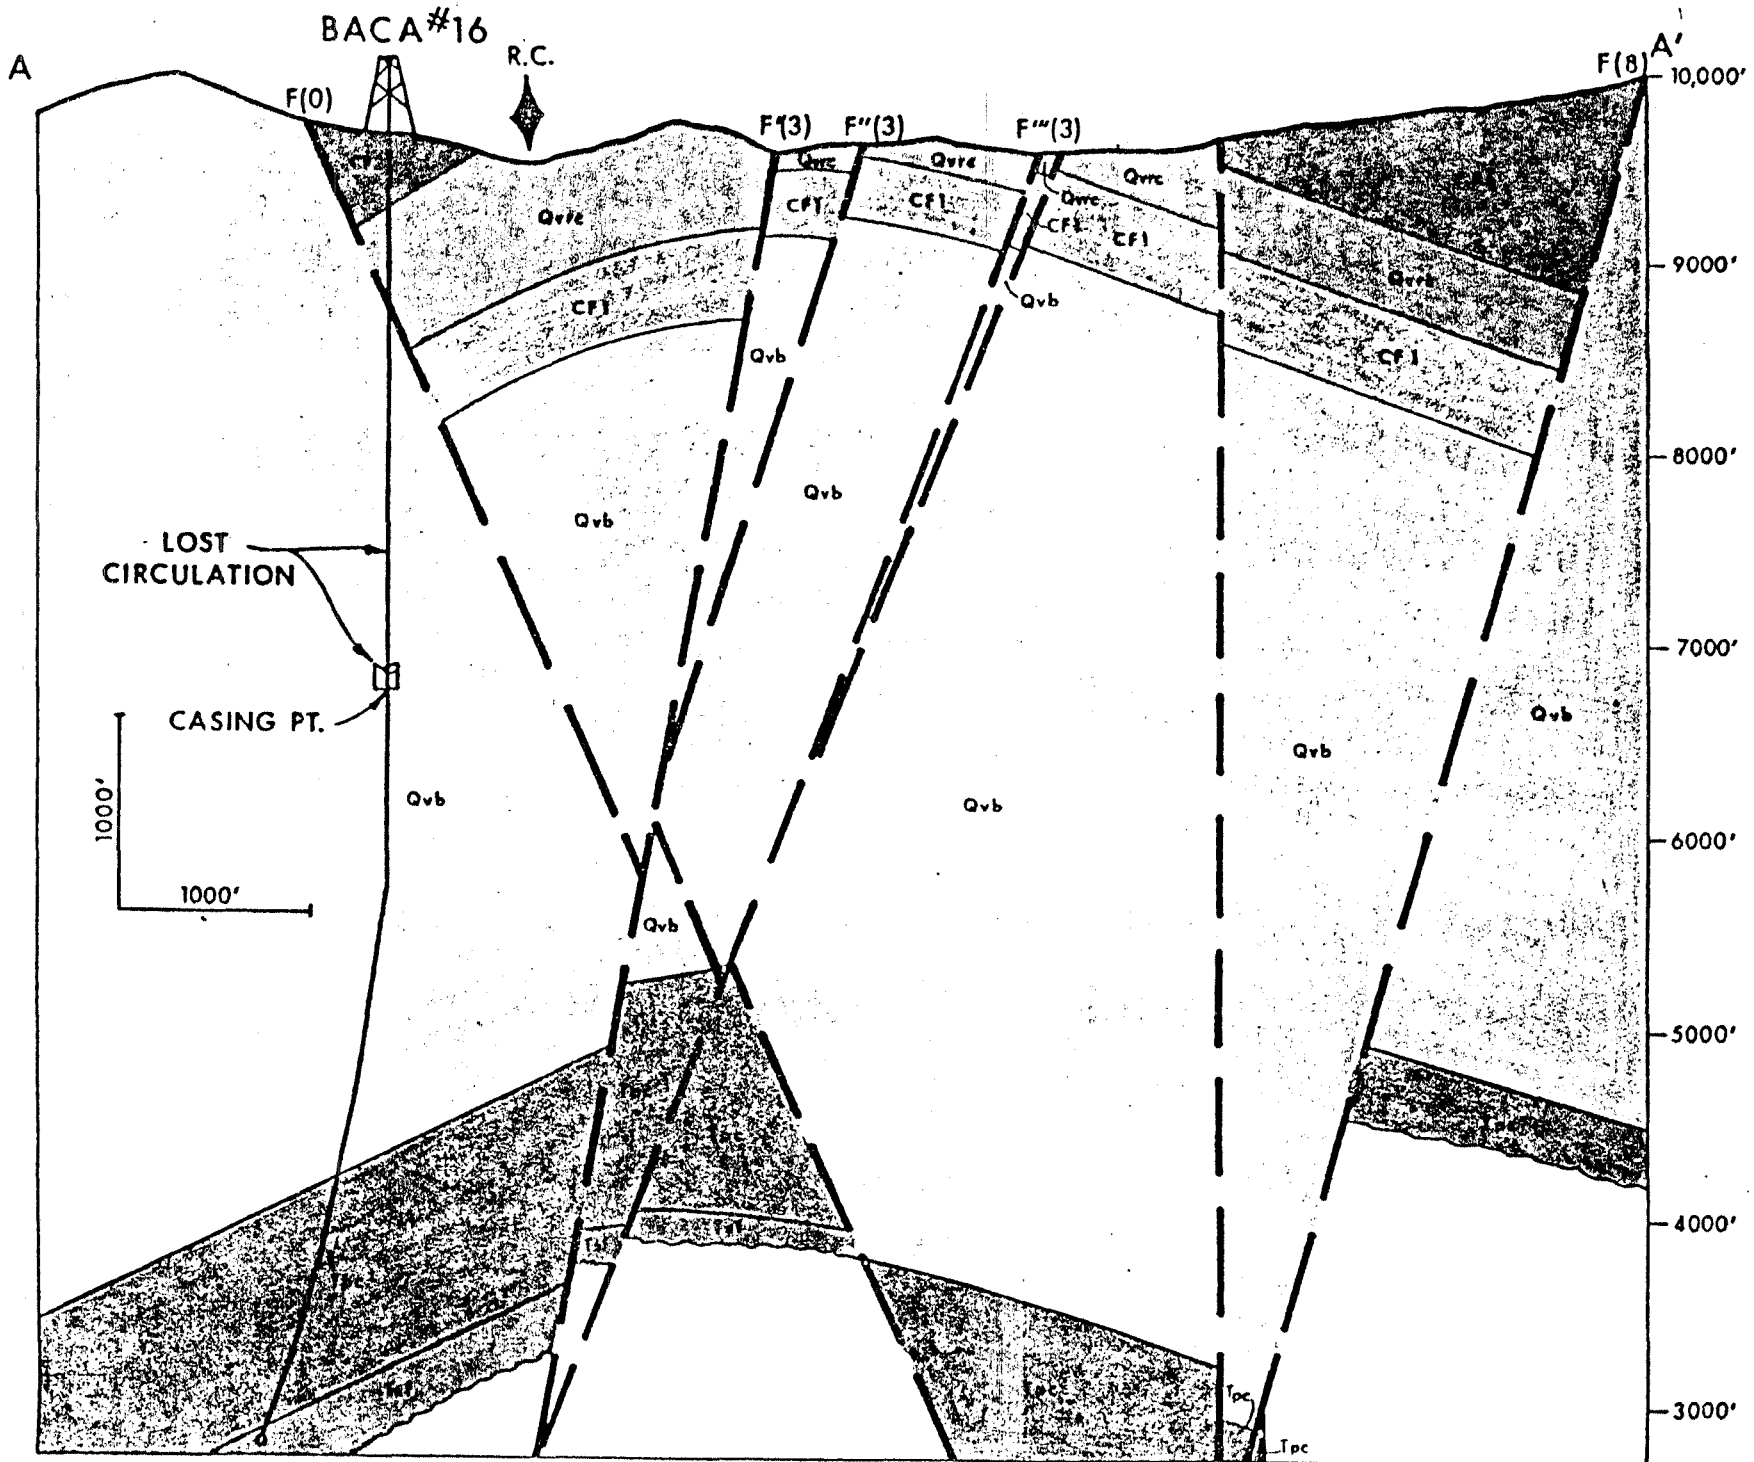 BACA #16
A
R.C.
A'
F(8)
10,000'
F(0)
F'(3)
F"(3)
F"'(3)
Qvrc
Qvrc
Qvrc
Qvrc
Qvrc
CF1
CF1
CF1
CF1
9000'
CF1
Qvb
Qvb
CF1
8000'
Qvb
Qvb
LOST
CIRCULATION
7000'
CASING PT.
Qvb
Qvb
Qvb
Qvb
1000'
6000'
1000'
Qvb
5000'
4000'
Tpc
Tpc
3000'
Tpc